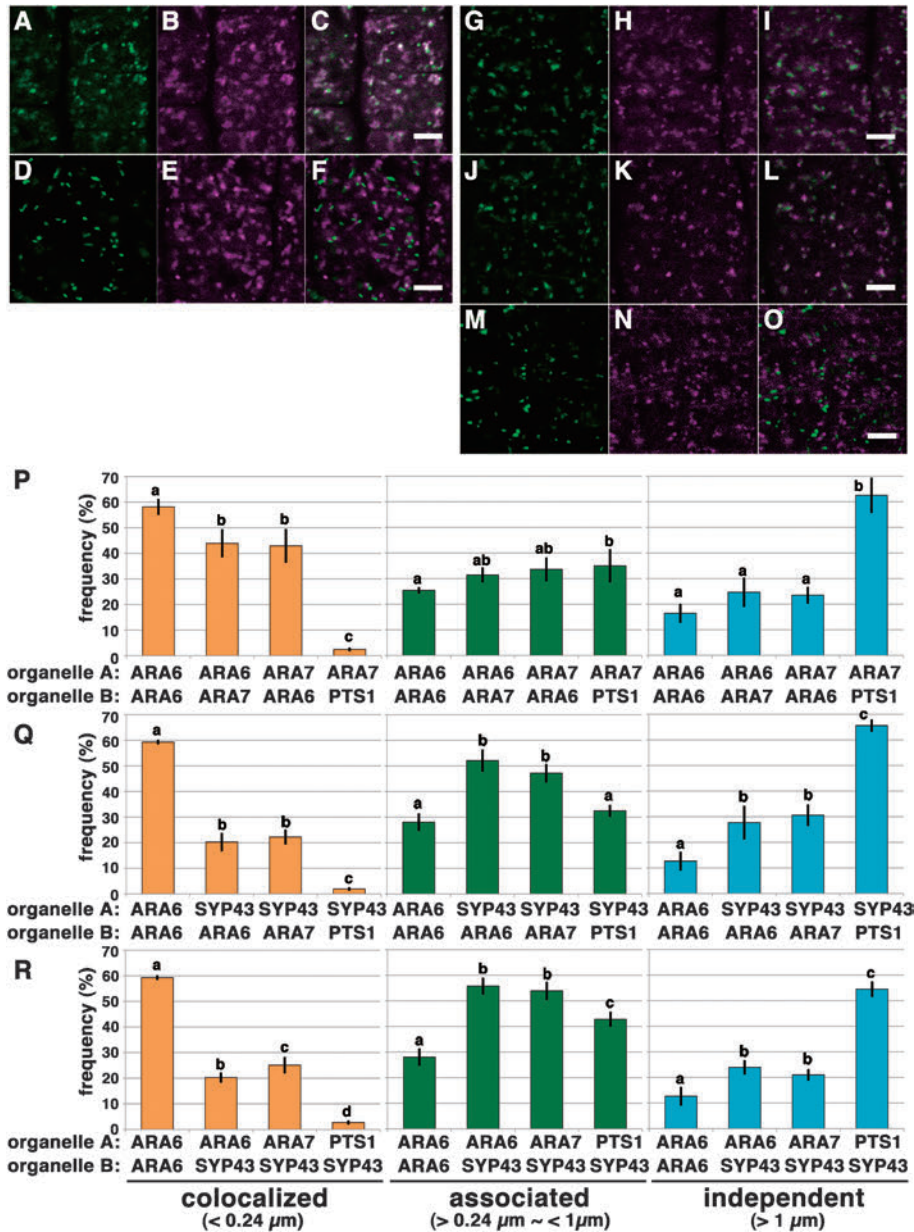 A B C G H I
D E F J K L
M N O
P
frequency (%)
70
60
50
40
30
20
10
0
a b b c
a ab ab b
a a a b
organelle A: ARA6 ARA6 ARA7 ARA7 ARA6 ARA6 ARA7 ARA7 ARA6 ARA6 ARA7 ARA7
organelle B: ARA6 ARA7 ARA6 PTS1 ARA6 ARA7 ARA6 PTS1 ARA6 ARA7 ARA6 PTS1
Q
frequency (%)
70
60
50
40
30
20
10
0
a b b c
a b b a
a b b c
organelle A: ARA6 SYP43 SYP43 SYP43 ARA6 SYP43 SYP43 SYP43 ARA6 SYP43 SYP43 SYP43
organelle B: ARA6 ARA6 ARA7 PTS1 ARA6 ARA6 ARA7 PTS1 ARA6 ARA6 ARA7 PTS1
R
frequency (%)
70
60
50
40
30
20
10
0
a b c d
a b b c
a b b c
organelle A: ARA6 ARA6 ARA7 PTS1 ARA6 ARA6 ARA7 PTS1 ARA6 ARA6 ARA7 PTS1
organelle B: ARA6 SYP43 SYP43 SYP43 ARA6 SYP43 SYP43 SYP43 ARA6 SYP43 SYP43 SYP43
colocalized associated independent
(< 0.24 µm) (> 0.24 µm ~ < 1µm) (> 1 µm)